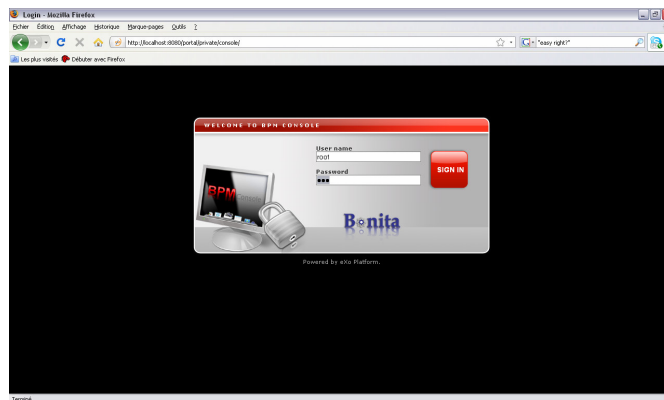 Login - Mozilla Firefox
Fichier Édition Affichage Historique Marque-pages Outils ?
http://localhost:8080/portal/private/console/
"easy right?"
Les plus visités Débuter avec Firefox
WELCOME TO BPM CONSOLE
User name
root
Password
SIGN IN
BPM Console
Bonita
Powered by eXo Platform.
Terminé